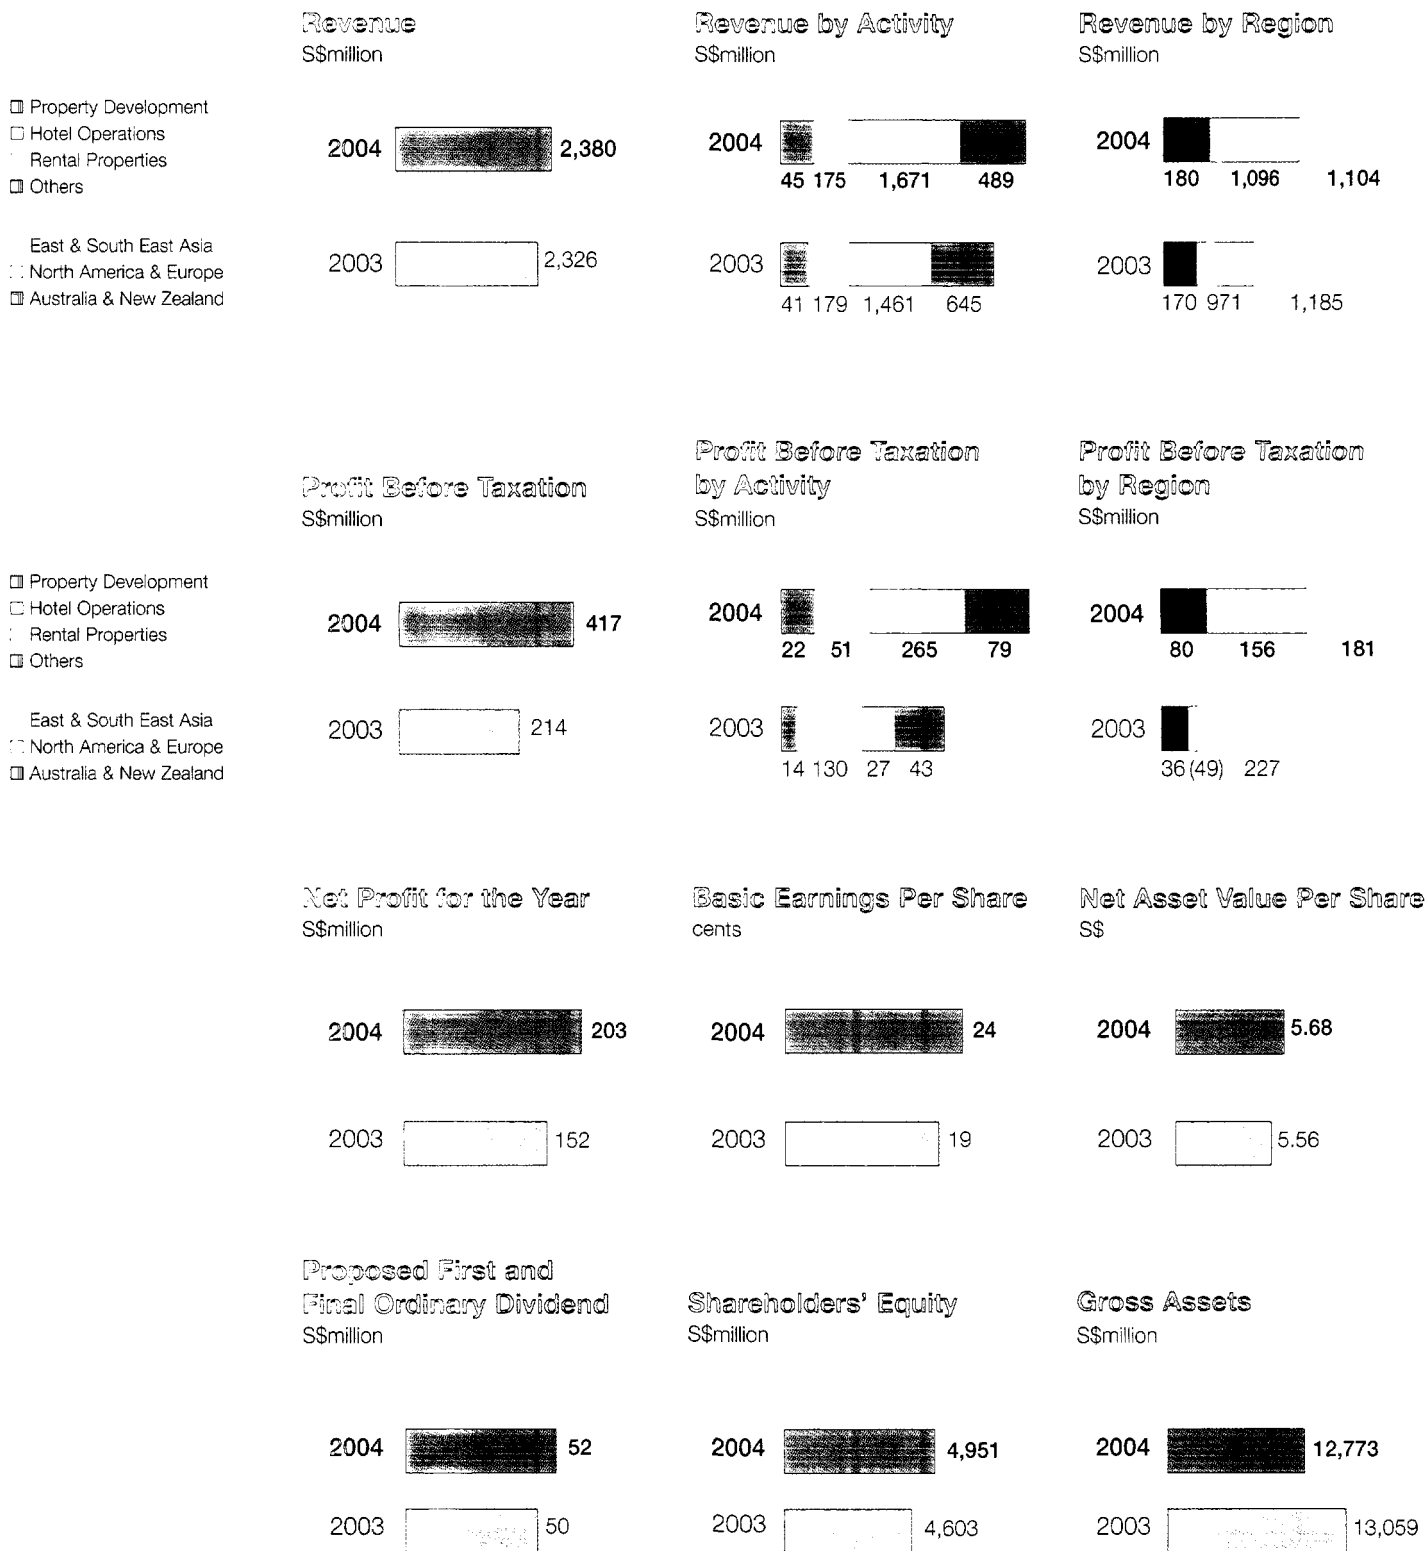 Revenue
S$million
Revenue by Activity
S$million
Revenue by Region
S$million
Property Development
Hotel Operations
Rental Properties
Others
East & South East Asia
North America & Europe
Australia & New Zealand
2004 2,380
2003 2,326
2004
45 175 1,671 489
2003
41 179 1,461 645
2004
180 1,096 1,104
2003
170 971 1,185
Profit Before Taxation
S$million
Profit Before Taxation
by Activity
S$million
Profit Before Taxation
by Region
S$million
Property Development
Hotel Operations
Rental Properties
Others
East & South East Asia
North America & Europe
Australia & New Zealand
2004 417
2003 214
2004
22 51 265 79
2003
14 130 27 43
2004
80 156 181
2003
36 (49) 227
Net Profit for the Year
S$million
2004 203
2003 152
Basic Earnings Per Share
cents
2004 24
2003 19
Net Asset Value Per Share
S$
2004 5.68
2003 5.56
Proposed First and
Final Ordinary Dividend
S$million
2004 52
2003 50
Shareholders' Equity
S$million
2004 4,951
2003 4,603
Gross Assets
S$million
2004 12,773
2003 13,059